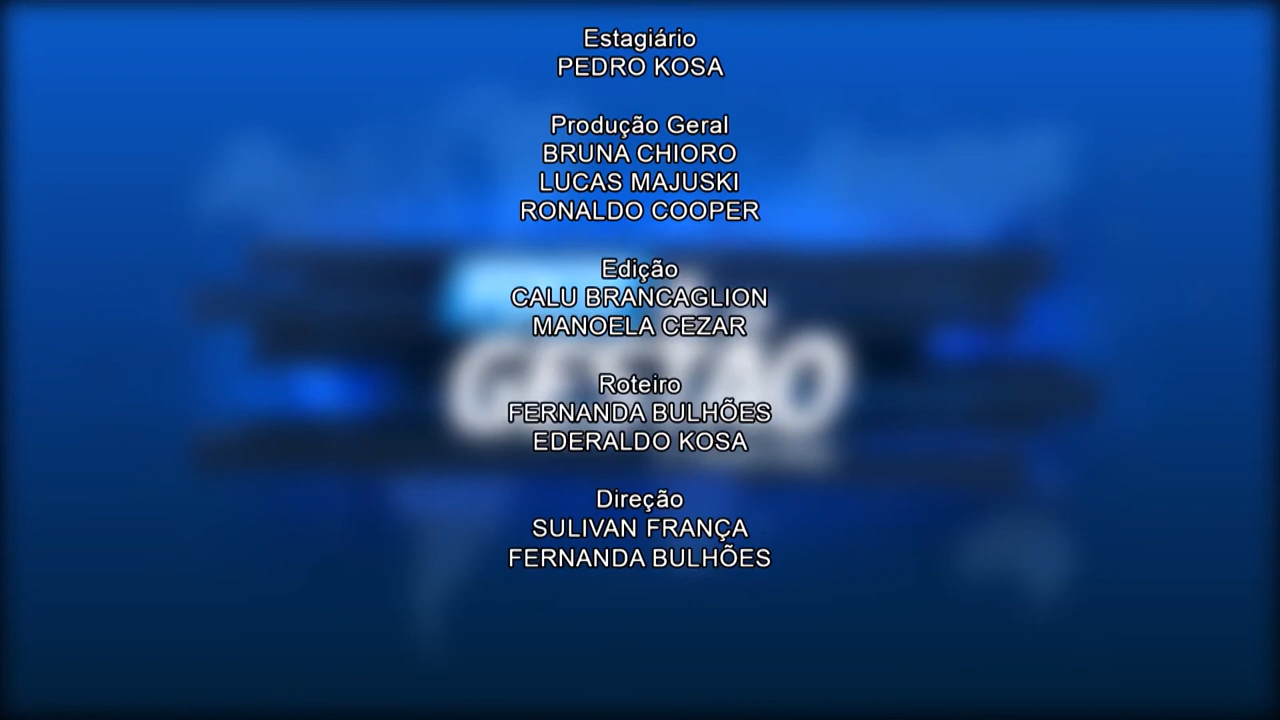 Estagiário
PEDRO KOSA
Produção Geral
BRUNA CHIORO
LUCAS MAJUSKI
RONALDO COOPER
Edição
CALU BRANCAGLION
MANOELA CEZAR
Roteiro
FERNANDA BULHÕES
EDERALDO KOSA
Direção
SULIVAN FRANÇA
FERNANDA BULHÕES